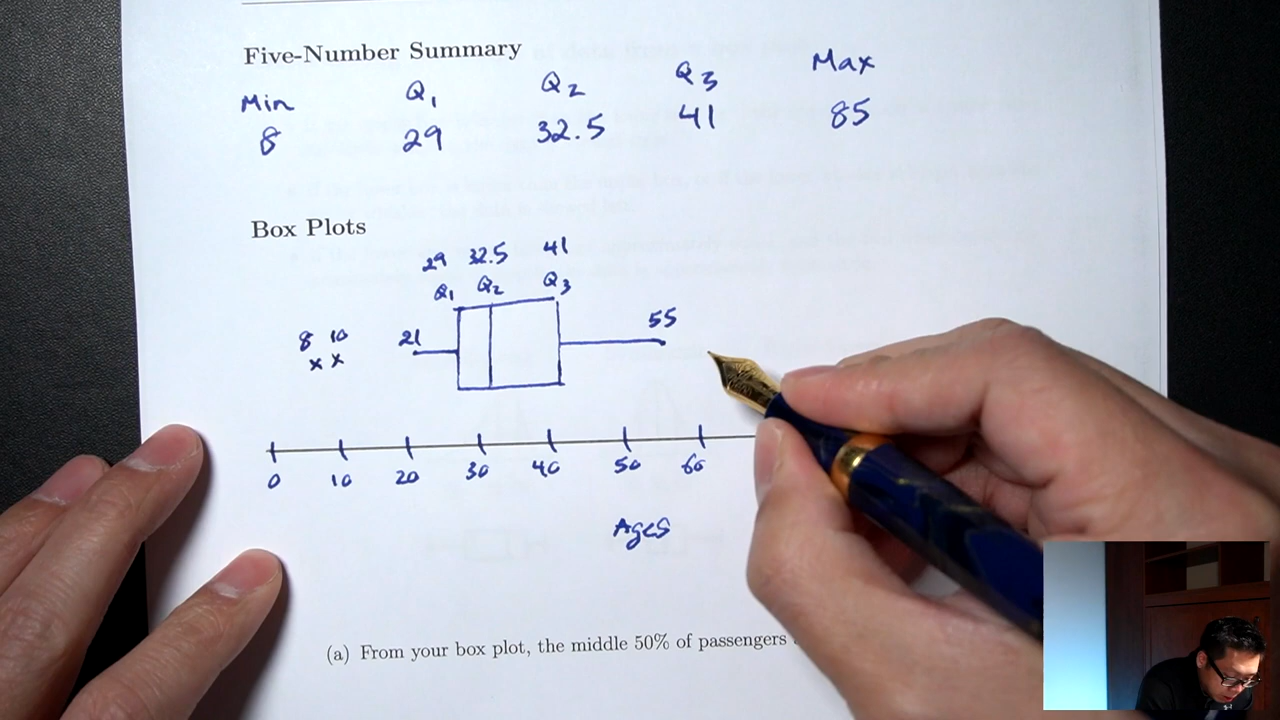 Five-Number Summary
Min Q1 Q2 Q3 Max
8 29 32.5 41 85
Box Plots
29 32.5 41
Q1 Q2 Q3
8 10 21 55
x x
0 10 20 30 40 50 60
Ages
(a) From your box plot, the middle 50% of passengers